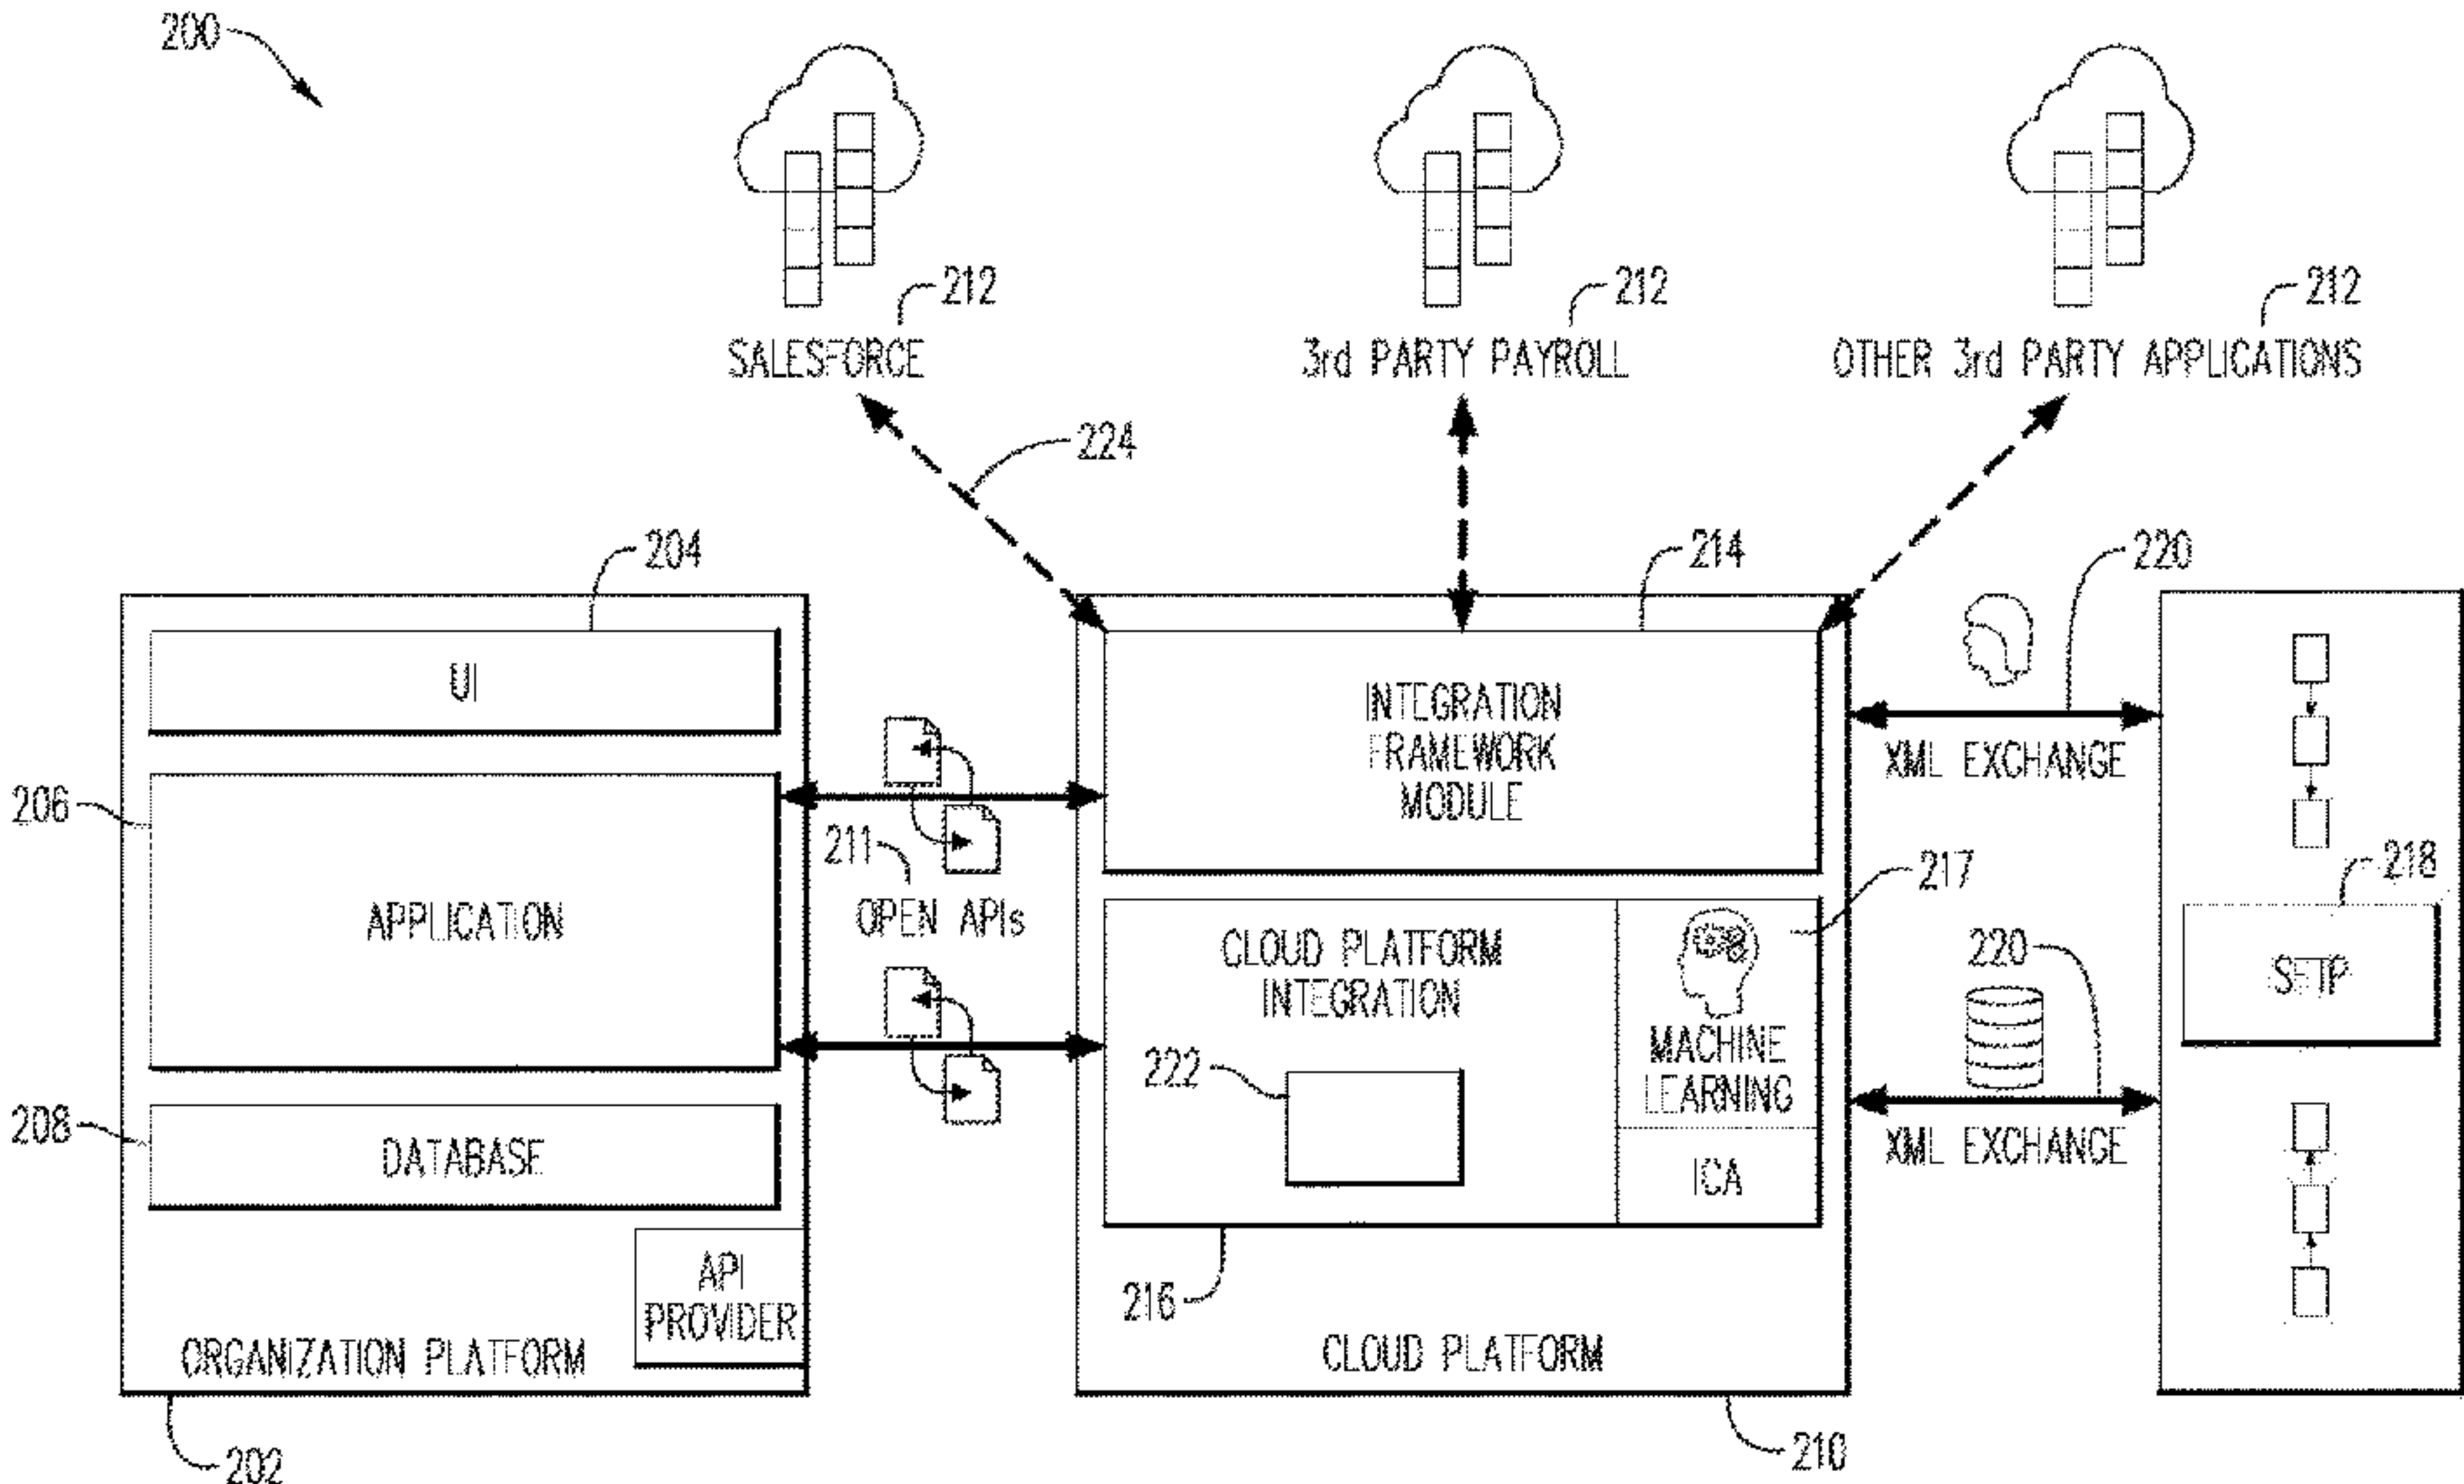 200
212
SALESFORCE
212
3rd PARTY PAYROLL
212
OTHER 3rd PARTY APPLICATIONS
224
204
214
220
UI
INTEGRATION
FRAMEWORK
MODULE
XML EXCHANGE
206
211
OPEN APIs
APPLICATION
217
218
CLOUD PLATFORM
INTEGRATION
220
SFTP
222
MACHINE
LEARNING
208
DATABASE
XML EXCHANGE
ICA
API
PROVIDER
216
ORGANIZATION PLATFORM
CLOUD PLATFORM
202
210